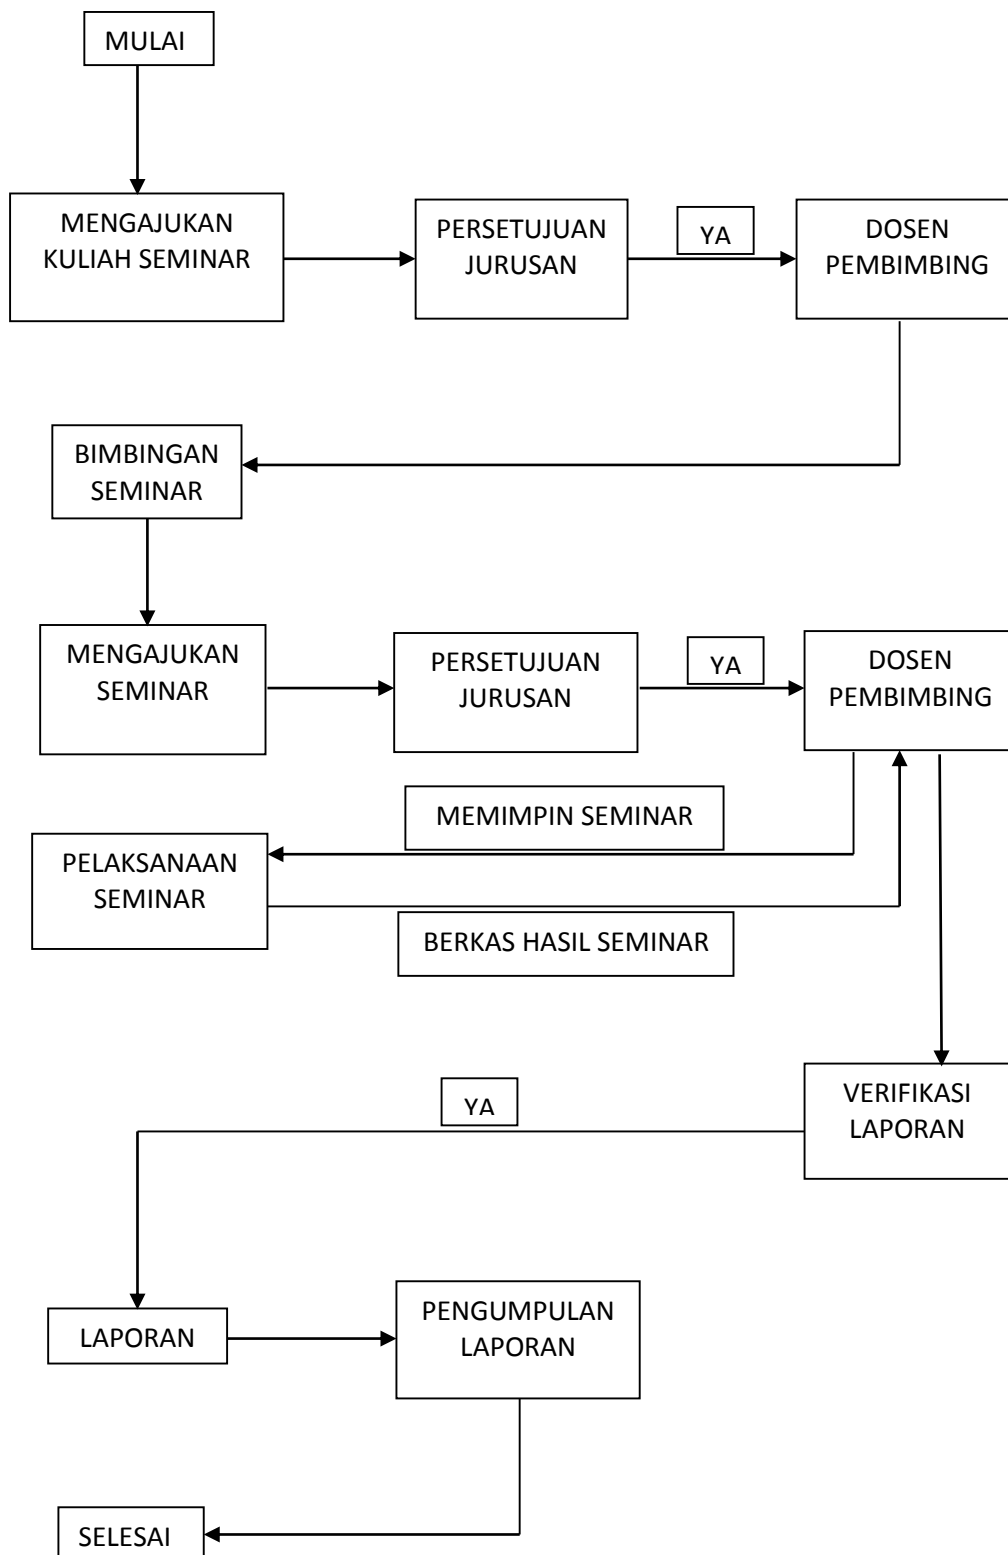 MULAI
MENGAJUKAN
KULIAH SEMINAR
PERSETUJUAN
JURUSAN
YA
DOSEN
PEMBIMBING
BIMBINGAN
SEMINAR
MENGAJUKAN
SEMINAR
PERSETUJUAN
JURUSAN
YA
DOSEN
PEMBIMBING
MEMIMPIN SEMINAR
PELAKSANAAN
SEMINAR
BERKAS HASIL SEMINAR
VERIFIKASI
LAPORAN
YA
LAPORAN
PENGUMPULAN
LAPORAN
SELESAI